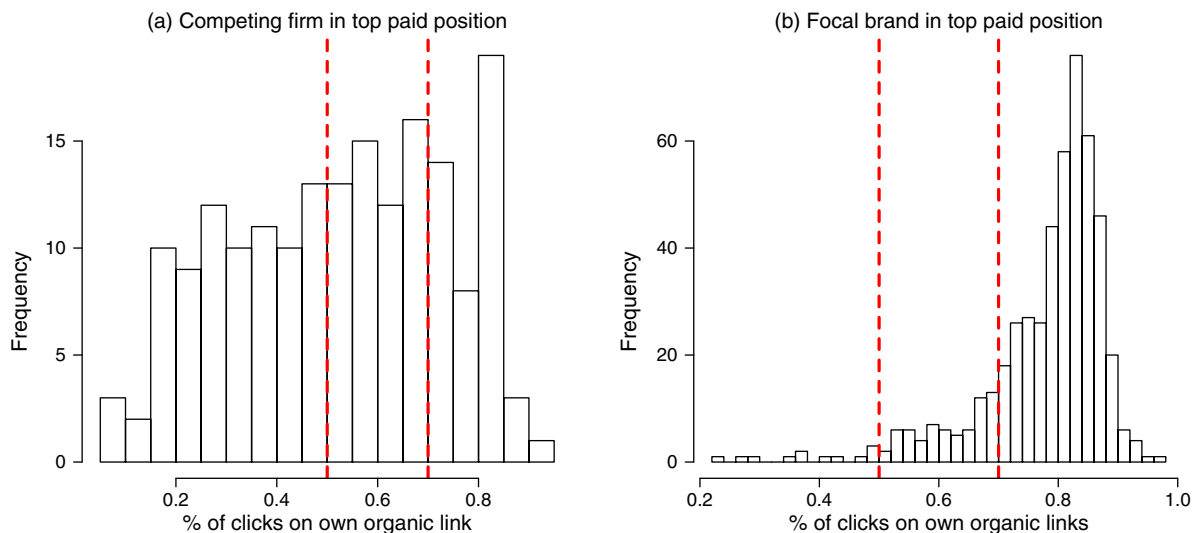 (a) Competing firm in top paid position
Frequency
15
10
5
0
0.2 0.4 0.6 0.8
% of clicks on own organic link
(b) Focal brand in top paid position
Frequency
60
40
20
0
0.2 0.4 0.6 0.8 1.0
% of clicks on own organic links